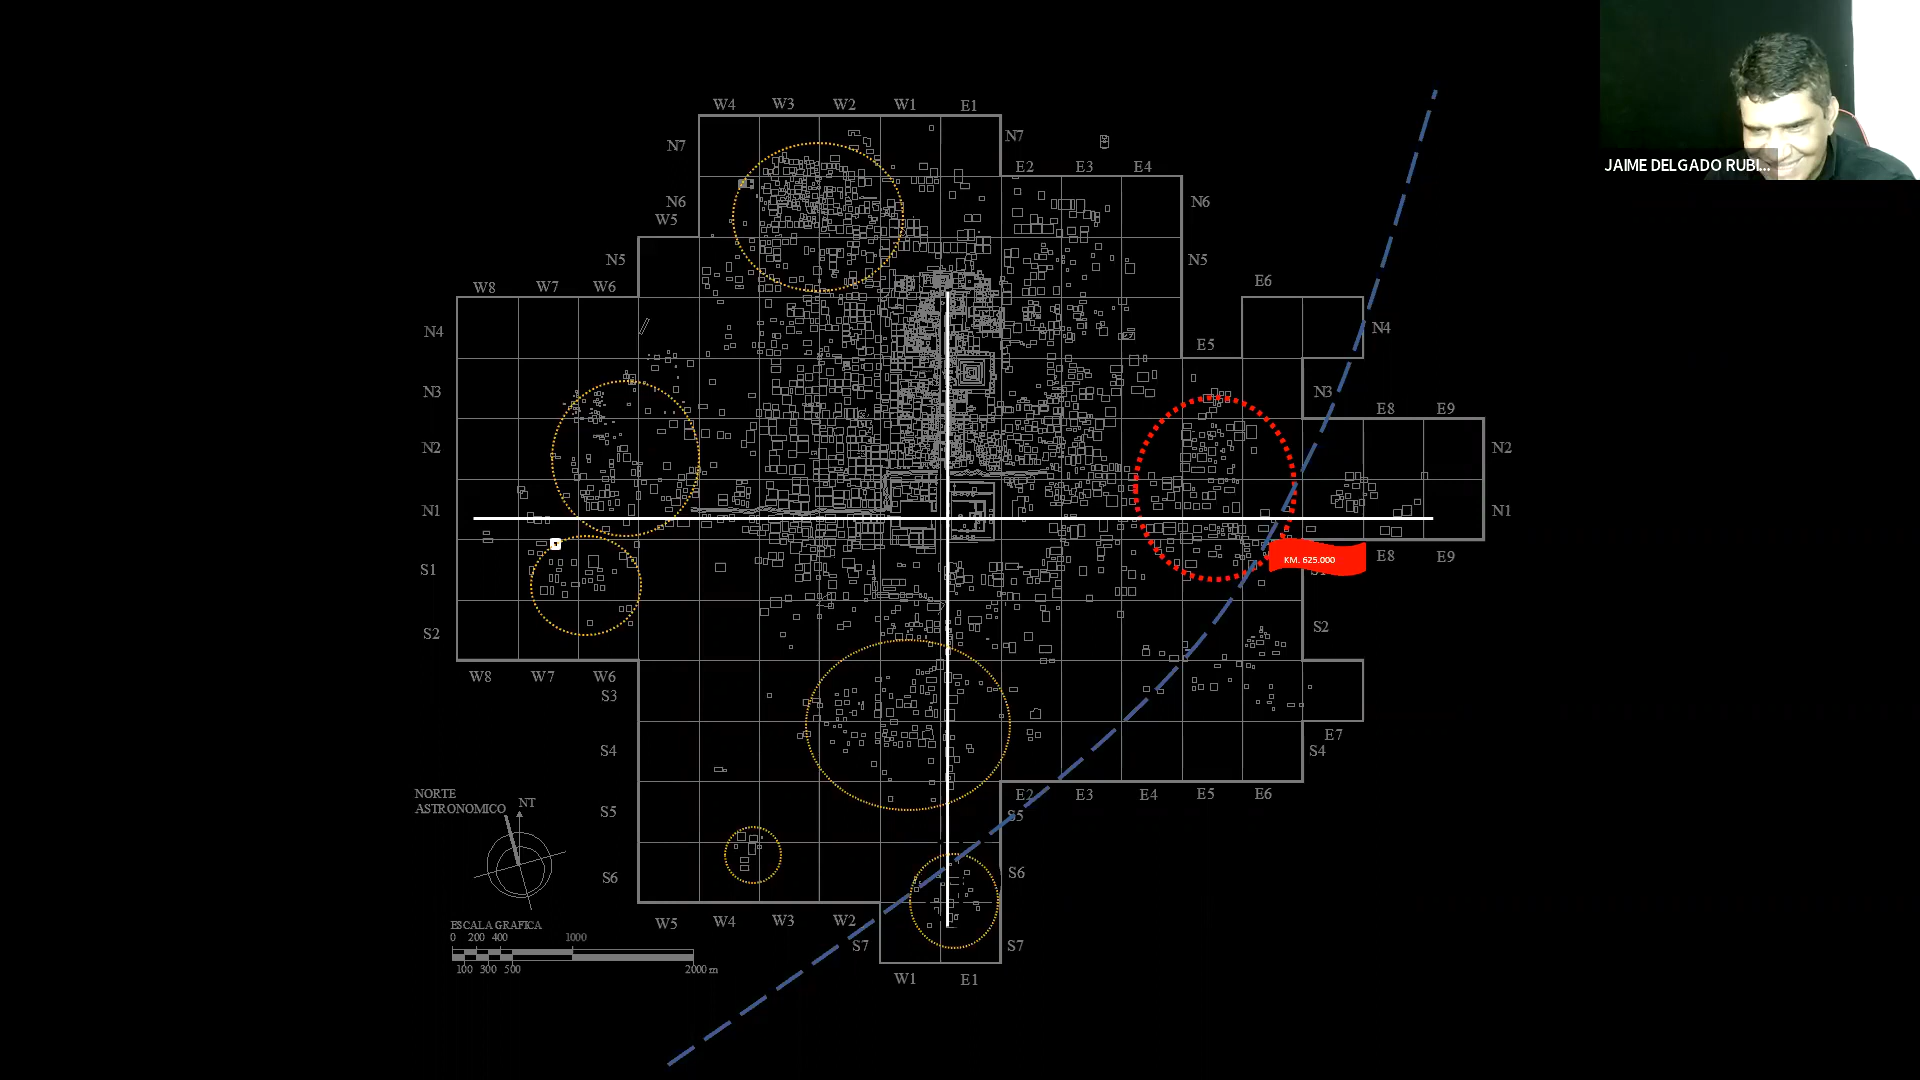 JAIME DELGADO RUBI...
W4 W3 W2 W1 E1
N7 N7
E2 E3 E4
N6 N6
W5
N5 N5
W8 W7 W6 E6
N4 N4
E5
N3 N3
E8 E9
N2 N2
N1 N1
KM. 625.000
E8 E9
S1
S2 S2
W8 W7 W6
S3
E7
S4 S4
NORTE
ASTRONOMICO NT
E2 E3 E4 E5 E6
S5 S5
S6 S6
W5 W4 W3 W2
S7 S7
W1 E1
ESCALA GRAFICA
0 200 400 1000
100 300 500 2000 m